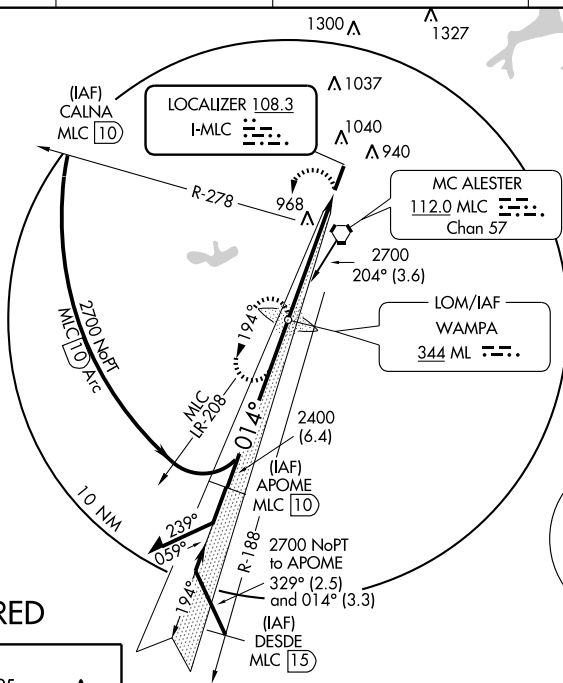 1300
1327
(IAF)
CALNA
MLC 10
LOCALIZER 108.3
I-MLC
1037
1040
940
R-278
968
MC ALESTER
112.0 MLC
Chan 57
2700
204° (3.6)
LOM/IAF
WAMPA
344 ML
194°
2700 NoPT
MLC 10 Arc
MLC
LR-208
014°
2400
(6.4)
(IAF)
APOME
MLC 10
10 NM
239°
059°
R-188
2700 NoPT
to APOME
329° (2.5)
and 014° (3.3)
194°
(IAF)
DESDE
MLC 15
RED